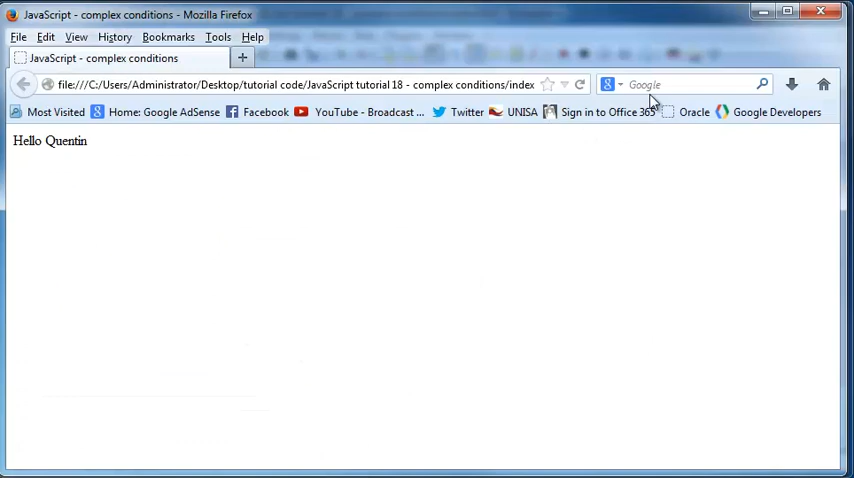 JavaScript - complex conditions - Mozilla Firefox
File Edit View History Bookmarks Tools Help
JavaScript - complex conditions +
file:///C:/Users/Administrator/Desktop/tutorial code/JavaScript tutorial 18 - complex conditions/index Google
Most Visited Home: Google AdSense Facebook YouTube - Broadcast ... Twitter UNISA Sign in to Office 365 Oracle Google Developers
Hello Quentin